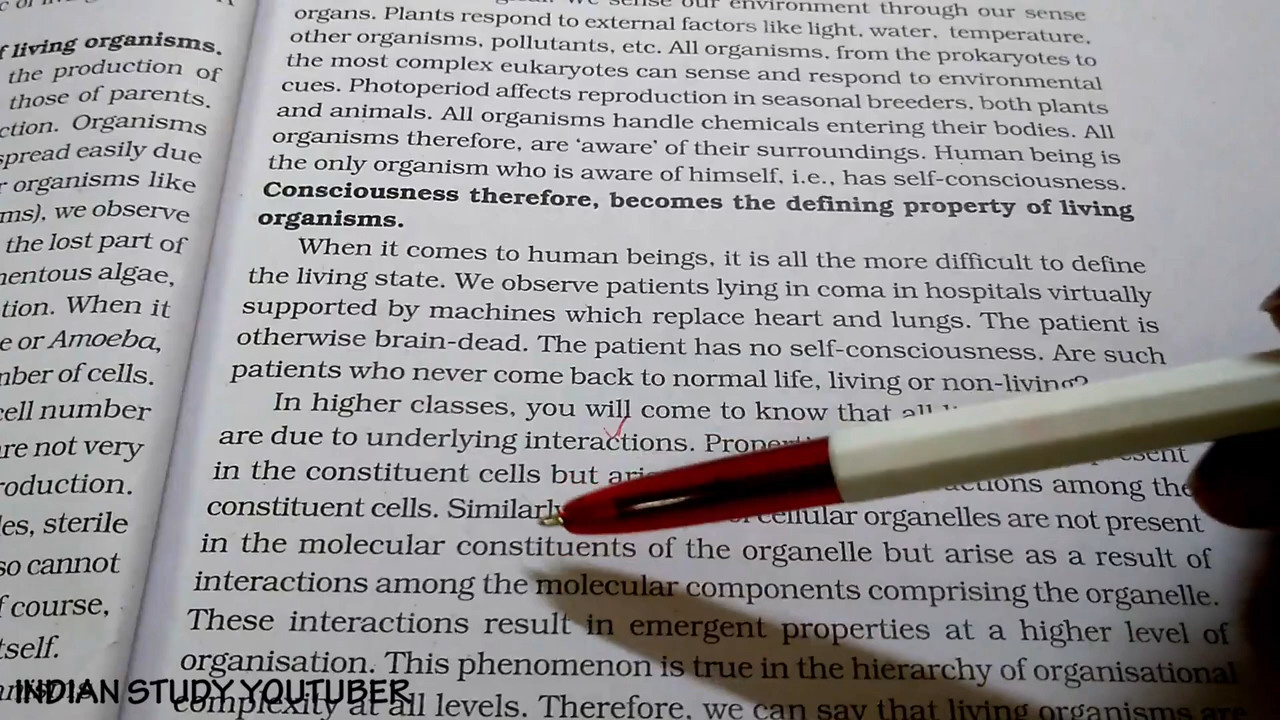 f living organisms.
the production of
those of parents.
ction. Organisms
spread easily due
r organisms like
ms), we observe
the lost part of
mentous algae,
tion. When it
e or Amoeba,
mber of cells.
cell number
are not very
roduction.
les, sterile
so cannot
f course,
tself.
sense our environment through our sense
organs. Plants respond to external factors like light, water, temperature,
other organisms, pollutants, etc. All organisms, from the prokaryotes to
the most complex eukaryotes can sense and respond to environmental
cues. Photoperiod affects reproduction in seasonal breeders, both plants
and animals. All organisms handle chemicals entering their bodies. All
organisms therefore, are ‘aware’ of their surroundings. Human being is
the only organism who is aware of himself, i.e., has self-consciousness.
Consciousness therefore, becomes the defining property of living
organisms.
When it comes to human beings, it is all the more difficult to define
the living state. We observe patients lying in coma in hospitals virtually
supported by machines which replace heart and lungs. The patient is
otherwise brain-dead. The patient has no self-consciousness. Are such
patients who never come back to normal life, living or non-living?
In higher classes, you will come to know that all
are due to underlying interactions.
in the constituent cells but among the
constituent cells. Similarly cellular organelles are not present
in the molecular constituents of the organelle but arise as a result of
interactions among the molecular components comprising the organelle.
These interactions result in emergent properties at a higher level of
organisation. This phenomenon is true in the hierarchy of organisational
complexity at all levels. Therefore, we can say that living organisms are
INDIAN STUDY YOUTUBER